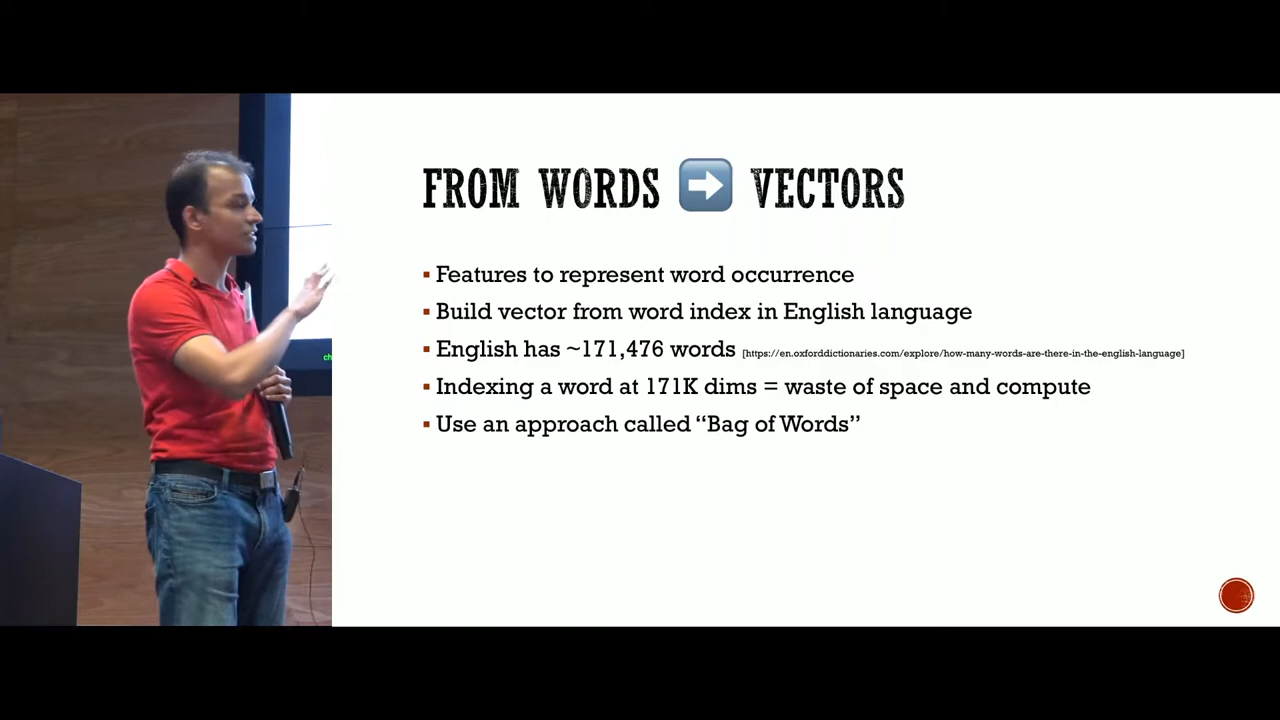 FROM WORDS ➡ VECTORS
▪ Features to represent word occurrence
▪ Build vector from word index in English language
▪ English has ~171,476 words [https://en.oxforddictionaries.com/explore/how-many-words-are-there-in-the-english-language]
▪ Indexing a word at 171K dims = waste of space and compute
▪ Use an approach called “Bag of Words”
ch